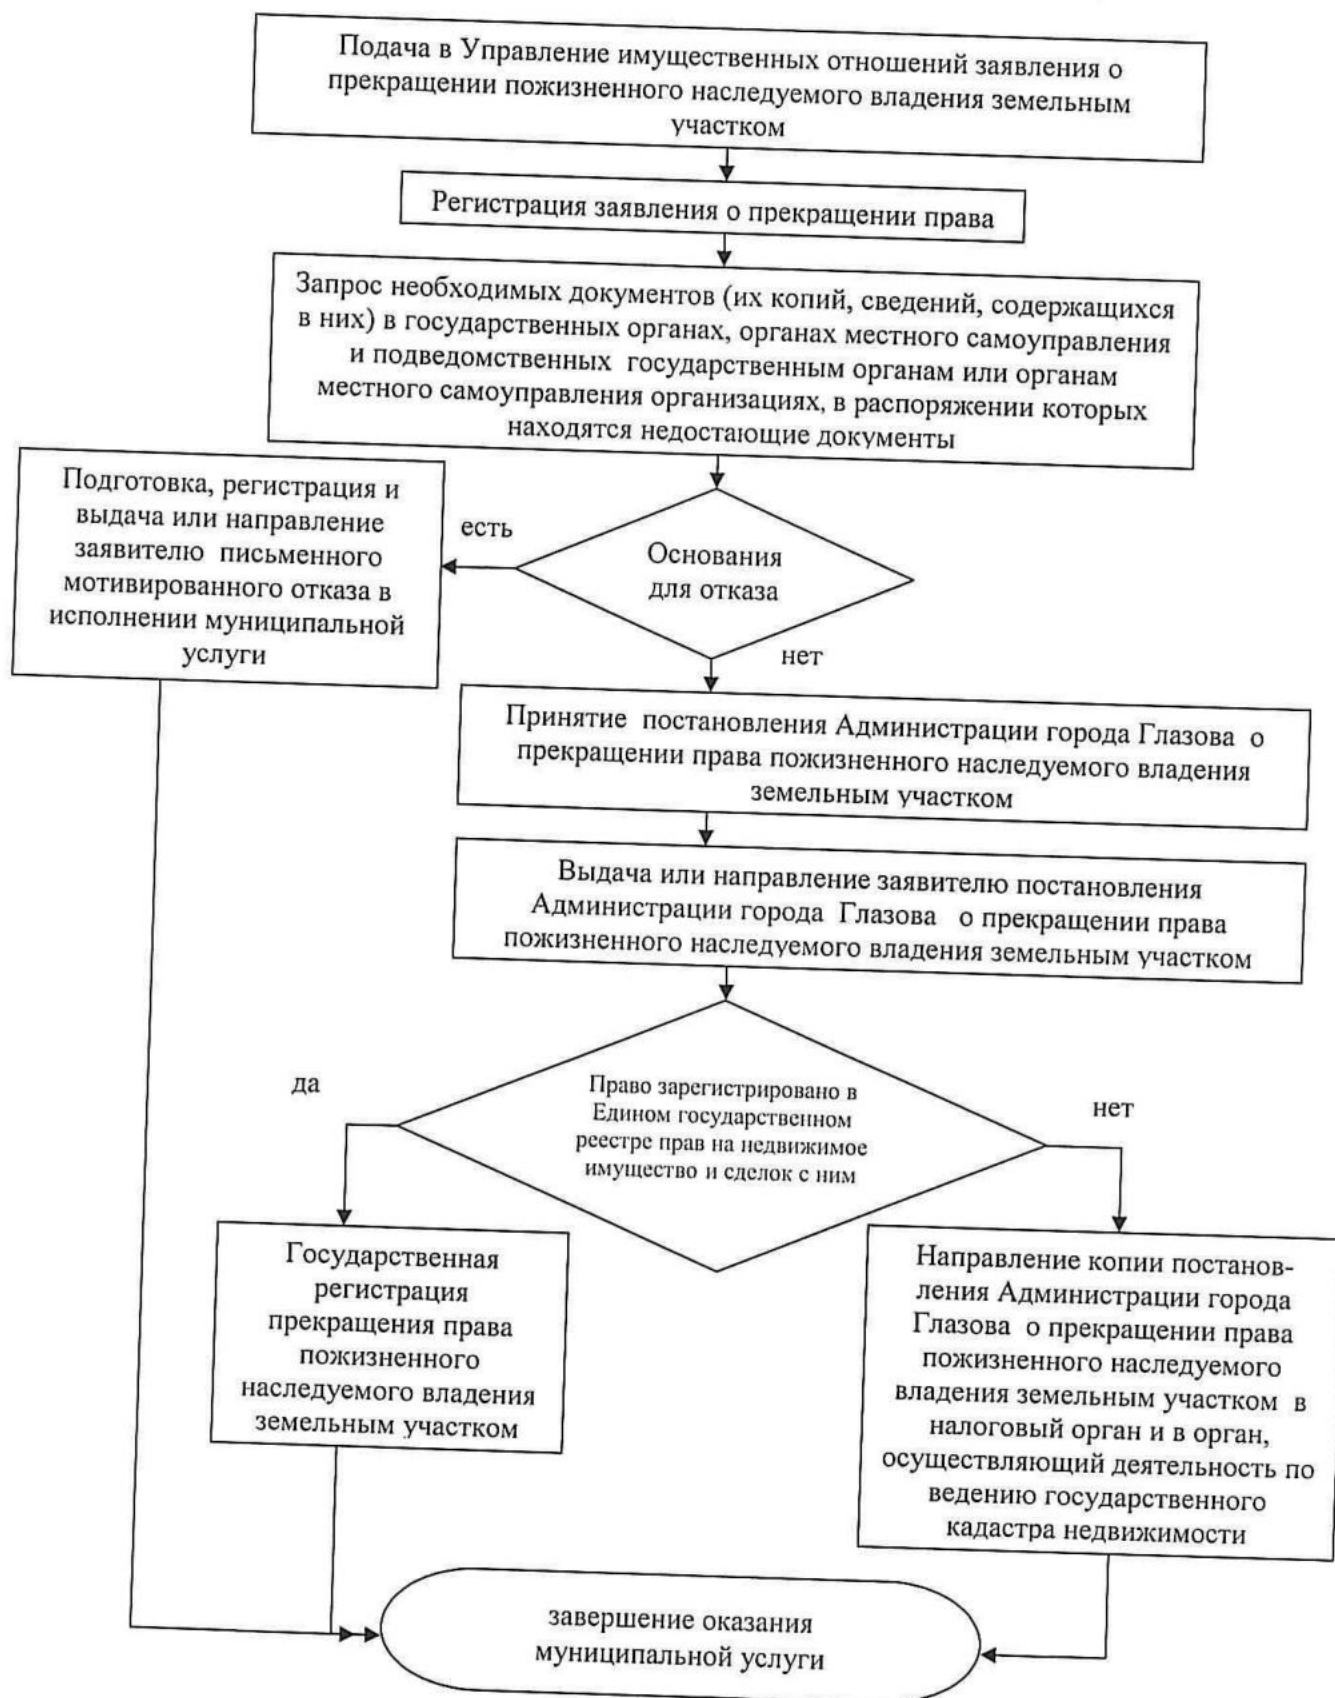 Подача в Управление имущественных отношений заявления о
прекращении пожизненного наследуемого владения земельным
участком
Регистрация заявления о прекращении права
Запрос необходимых документов (их копий, сведений, содержащихся
в них) в государственных органах, органах местного самоуправления
и подведомственных государственным органам или органам
местного самоуправления организациях, в распоряжении которых
находятся недостающие документы
Подготовка, регистрация и
выдача или направление
заявителю письменного
мотивированного отказа в
исполнении муниципальной
услуги
есть
Основания
для отказа
нет
Принятие постановления Администрации города Глазова о
прекращении права пожизненного наследуемого владения
земельным участком
Выдача или направление заявителю постановления
Администрации города Глазова о прекращении права
пожизненного наследуемого владения земельным участком
да
Право зарегистрировано в
Едином государственном
реестре прав на недвижимое
имущество и сделок с ним
нет
Государственная
регистрация
прекращения права
пожизненного
наследуемого владения
земельным участком
Направление копии постанов-
ления Администрации города
Глазова о прекращении права
пожизненного наследуемого
владения земельным участком в
налоговый орган и в орган,
осуществляющий деятельность по
ведению государственного
кадастра недвижимости
завершение оказания
муниципальной услуги